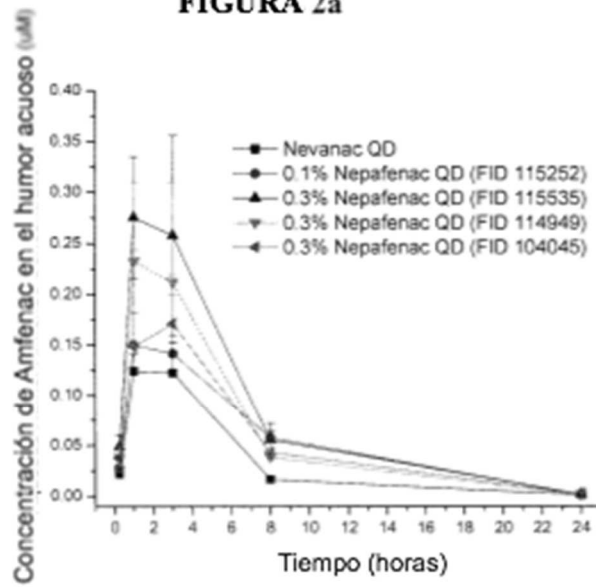 FIGURA 2a
Concentración de Amfenac en el humor acuoso (uM)
0.40
0.35
0.30
0.25
0.20
0.15
0.10
0.05
0.00
Nevanac QD
0.1% Nepafenac QD (FID 115252)
0.3% Nepafenac QD (FID 115535)
0.3% Nepafenac QD (FID 114949)
0.3% Nepafenac QD (FID 104045)
0 2 4 6 8 10 12 14 16 18 20 22 24
Tiempo (horas)